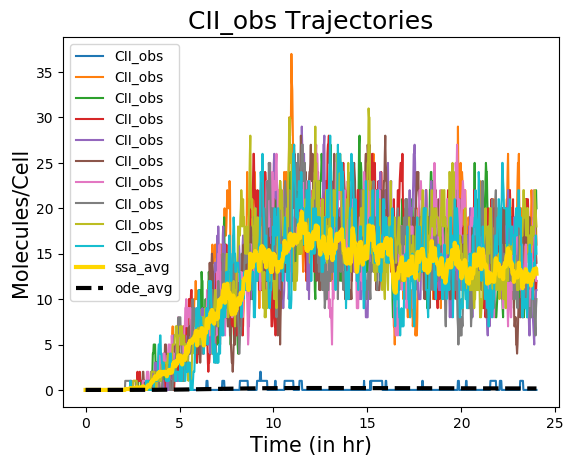 CII_obs Trajectories
Molecules/Cell
35
30
25
20
15
10
5
0
CII_obs
CII_obs
CII_obs
CII_obs
CII_obs
CII_obs
CII_obs
CII_obs
CII_obs
CII_obs
ssa_avg
ode_avg
0 5 10 15 20 25
Time (in hr)